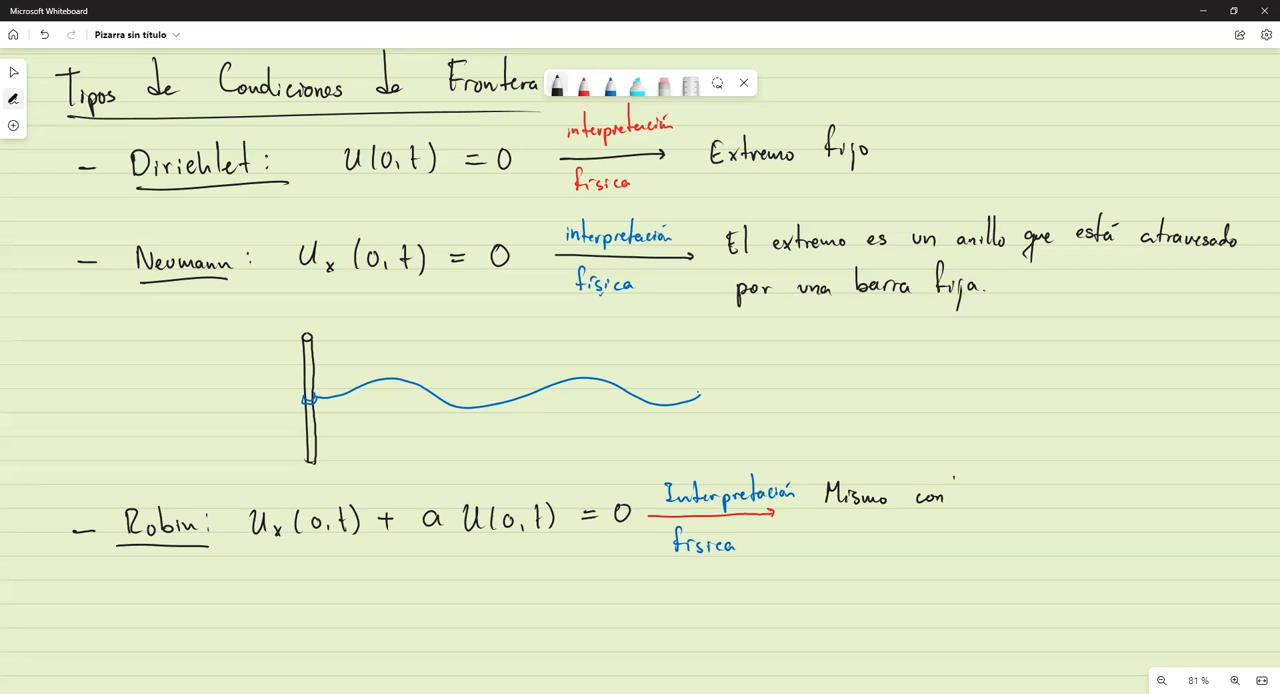 Microsoft Whiteboard
Pizarra sin título
Tipos de Condiciones de Frontera
- Dirichlet: U(0,t) = 0 interpretación física Extremo fijo
- Neumann: Ux(0,t) = 0 interpretación física El extremo es un anillo que está atravesado
por una barra fija.
- Robin: Ux(0,t) + a U(0,t) = 0 Interpretación física Mismo con
81 %